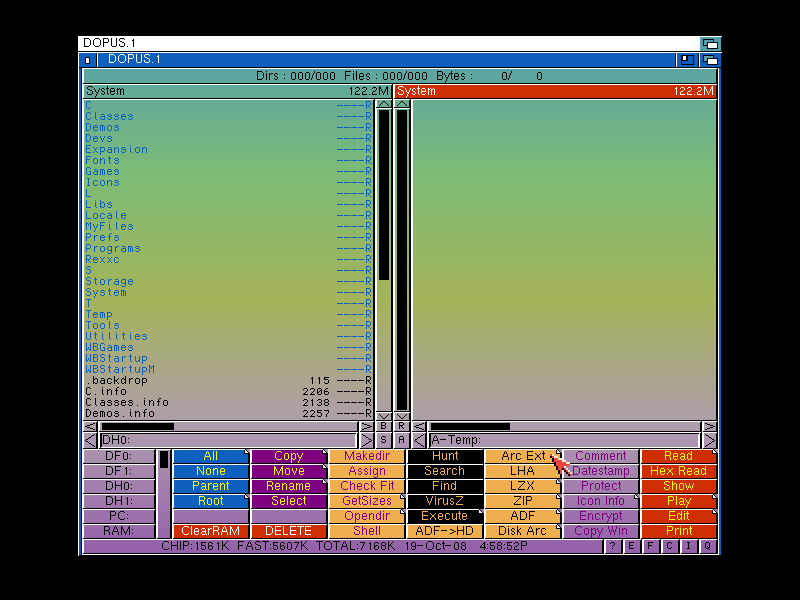 DOPUS.1
DOPUS.1
Dirs : 000/000 Files : 000/000 Bytes : 0/ 0
System 122.2M System 122.2M
C ----R
Classes ----R
Demos ----R
Devs ----R
Expansion ----R
Fonts ----R
Games ----R
Icons ----R
L ----R
Libs ----R
Locale ----R
MyFiles ----R
Prefs ----R
Programs ----R
Rexxc ----R
S ----R
Storage ----R
System ----R
T ----R
Temp ----R
Tools ----R
Utilities ----R
WBGames ----R
WBStartup ----R
WBStartupM ----R
.backdrop 115 ----R
C.info 2206 ----R
Classes.info 2138 ----R
Demos.info 2257 ----R
B R
DH0: S A A-Temp:
DF0: All Copy Makedir Hunt Arc Ext Comment Read
DF1: None Move Assign Search LHA Datestamp Hex Read
DH0: Parent Rename Check Fit Find LZX Protect Show
DH1: Root Select GetSizes VirusZ ZIP Icon Info Play
PC: Opendir Execute ADF Encrypt Edit
RAM: ClearRAM DELETE Shell ADF->HD Disk Arc Copy Win Print
CHIP:1561K FAST:5607K TOTAL:7168K 19-Oct-08 4:58:52P ? E F C I Q